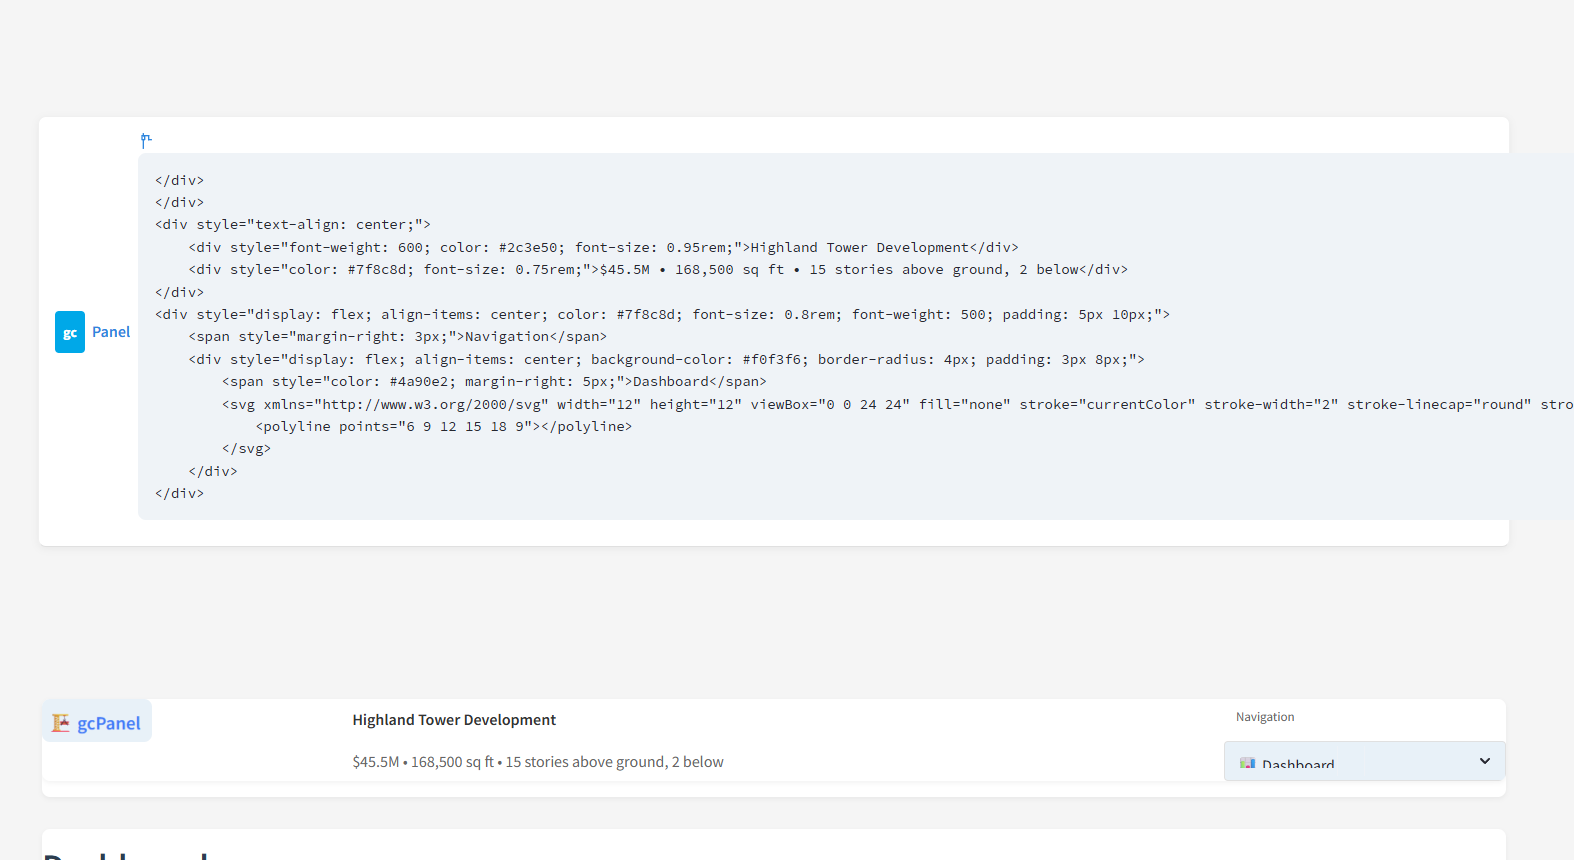 </div>
</div>
<div style="text-align: center;">
    <div style="font-weight: 600; color: #2c3e50; font-size: 0.95rem;">Highland Tower Development</div>
    <div style="color: #7f8c8d; font-size: 0.75rem;">$45.5M • 168,500 sq ft • 15 stories above ground, 2 below</div>
</div>
<div style="display: flex; align-items: center; color: #7f8c8d; font-size: 0.8rem; font-weight: 500; padding: 5px 10px;">
    <span style="margin-right: 3px;">Navigation</span>
gc Panel
    <div style="display: flex; align-items: center; background-color: #f0f3f6; border-radius: 4px; padding: 3px 8px;">
        <span style="color: #4a90e2; margin-right: 5px;">Dashboard</span>
        <svg xmlns="http://www.w3.org/2000/svg" width="12" height="12" viewBox="0 0 24 24" fill="none" stroke="currentColor" stroke-width="2" stroke-linecap="round" stro
            <polyline points="6 9 12 15 18 9"></polyline>
        </svg>
    </div>
</div>
gcPanel
Highland Tower Development
Navigation
$45.5M • 168,500 sq ft • 15 stories above ground, 2 below
Dashboard